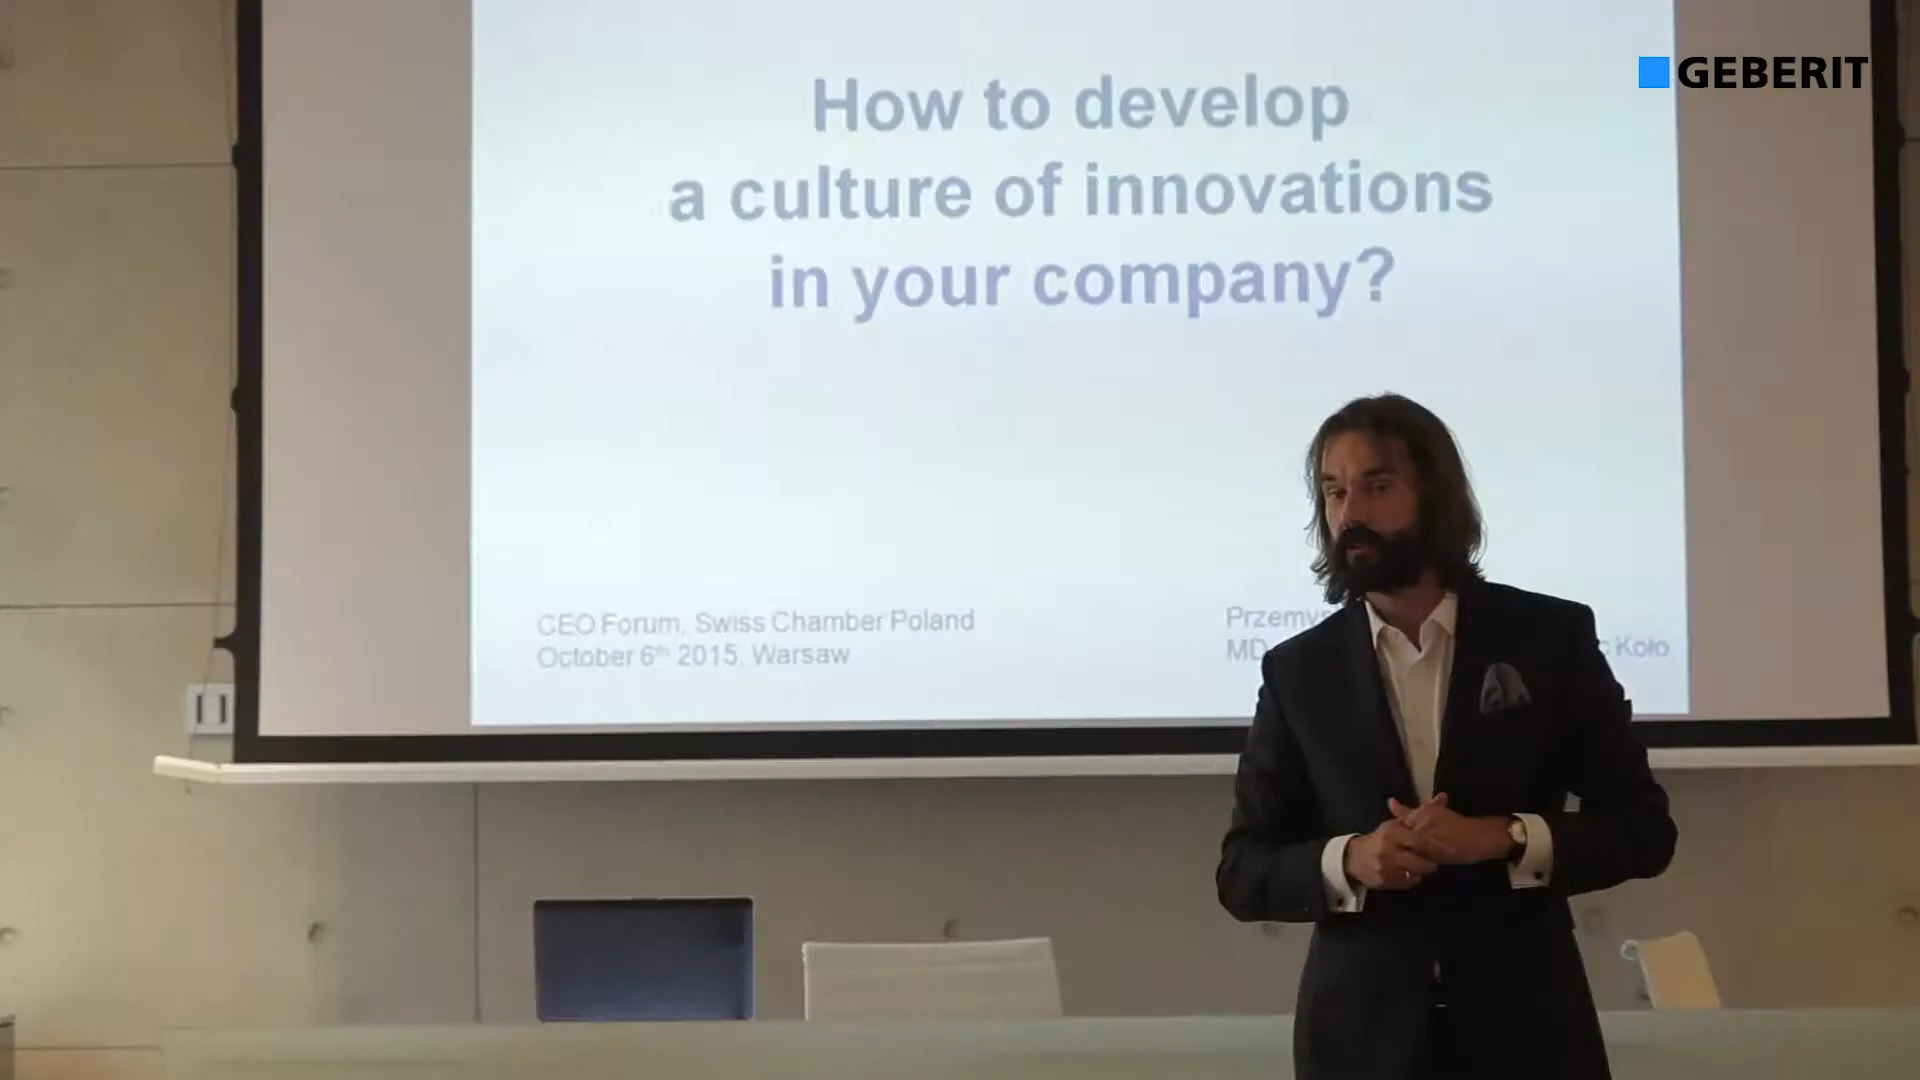 GEBERIT
How to develop
a culture of innovations
in your company?
CEO Forum, Swiss Chamber Poland
October 6th 2015, Warsaw
MD
Koło